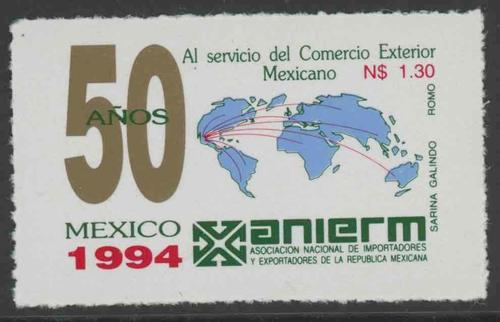 50
AÑOS
Al servicio del Comercio Exterior
Mexicano
N$ 1.30
MEXICO
1994
anierm
ASOCIACION NACIONAL DE IMPORTADORES
Y EXPORTADORES DE LA REPUBLICA MEXICANA
SARINA GALINDO ROMO